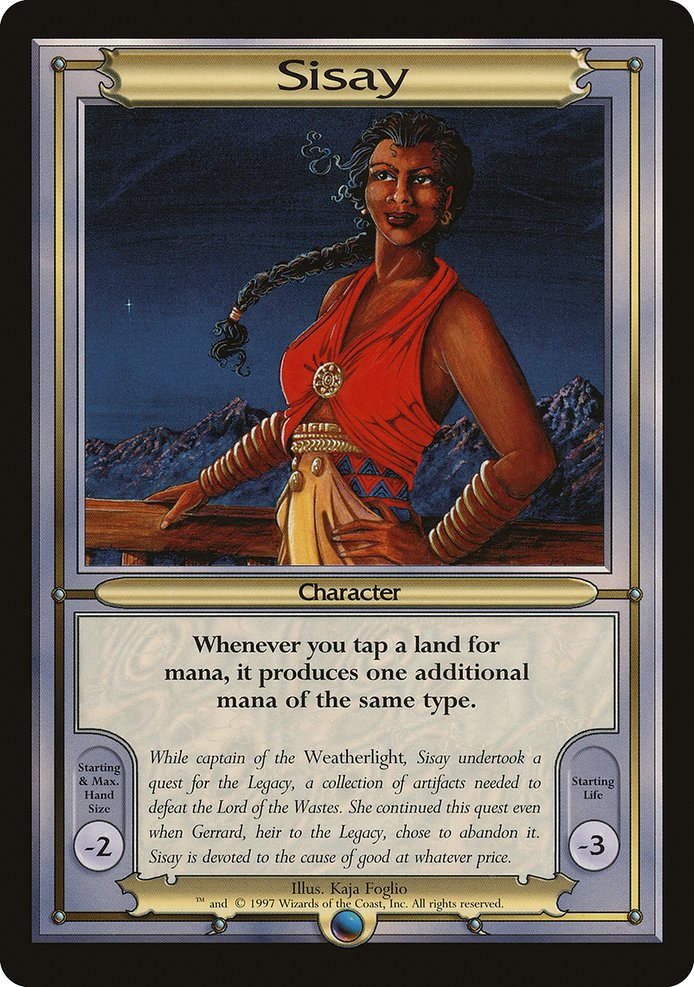 Sisay
Character
Whenever you tap a land for
mana, it produces one additional
mana of the same type.
Starting
& Max.
Hand
Size
-2
While captain of the Weatherlight, Sisay undertook a
quest for the Legacy, a collection of artifacts needed to
defeat the Lord of the Wastes. She continued this quest even
when Gerrard, heir to the Legacy, chose to abandon it.
Sisay is devoted to the cause of good at whatever price.
Starting
Life
-3
Illus. Kaja Foglio
™ and © 1997 Wizards of the Coast, Inc. All rights reserved.